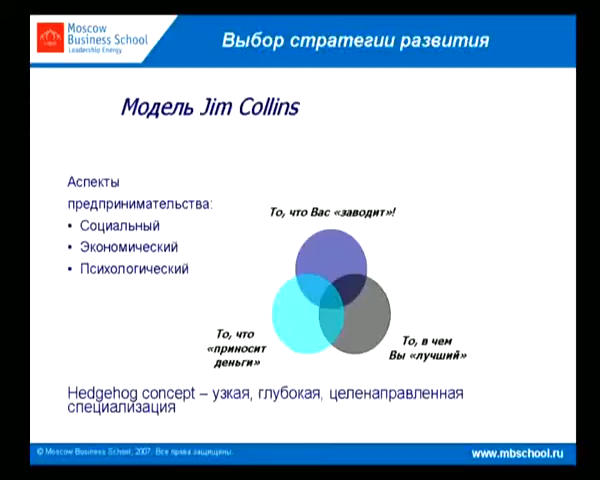 Moscow
Business School
Leadership Energy
Выбор стратегии развития
Модель Jim Collins
Аспекты
предпринимательства:
• Социальный
• Экономический
• Психологический
То, что Вас «заводит»!
То, что
«приносит
деньги»
То, в чем
Вы «лучший»
Hedgehog concept – узкая, глубокая, целенаправленная
специализация
© Moscow Business School, 2007. Все права защищены.
www.mbschool.ru